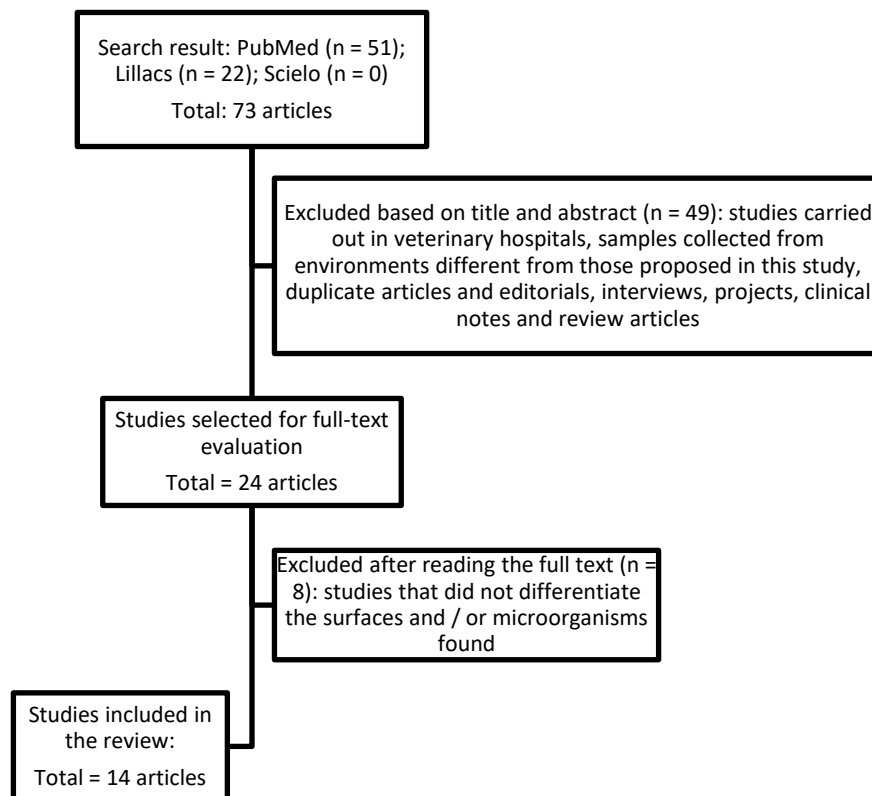 Search result: PubMed (n = 51);
Lillacs (n = 22); Scielo (n = 0)
Total: 73 articles
Excluded based on title and abstract (n = 49): studies carried
out in veterinary hospitals, samples collected from
environments different from those proposed in this study,
duplicate articles and editorials, interviews, projects, clinical
notes and review articles
Studies selected for full-text
evaluation
Total = 24 articles
Excluded after reading the full text (n =
8): studies that did not differentiate
the surfaces and / or microorganisms
found
Studies included in
the review:
Total = 14 articles